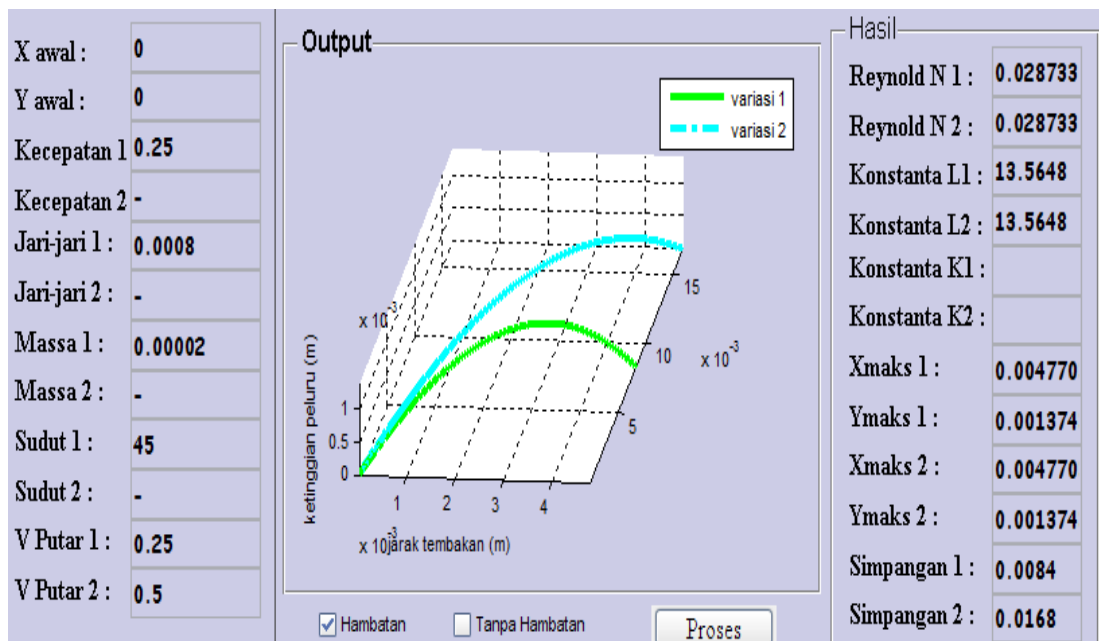 X awal : 0
Y awal : 0
Kecepatan 1 0.25
Kecepatan 2 -
Jari-jari 1 : 0.0008
Jari-jari 2 : -
Massa 1 : 0.00002
Massa 2 : -
Sudut 1 : 45
Sudut 2 : -
V Putar 1 : 0.25
V Putar 2 : 0.5
Output
variasi 1
variasi 2
x 10-3
ketinggian peluru (m)
1
0.5
0
1 2 3 4
x 10-3
jarak tembakan (m)
5
10
15
x 10-3
Hambatan
Tanpa Hambatan
Proses
Hasil
Reynold N 1 : 0.028733
Reynold N 2 : 0.028733
Konstanta L1 : 13.5648
Konstanta L2 : 13.5648
Konstanta K1 :
Konstanta K2 :
Xmaks 1 : 0.004770
Ymaks 1 : 0.001374
Xmaks 2 : 0.004770
Ymaks 2 : 0.001374
Simpangan 1 : 0.0084
Simpangan 2 : 0.0168